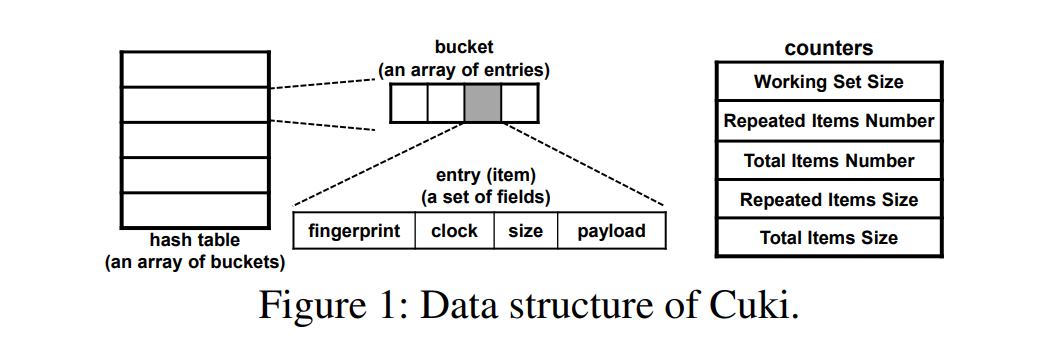 bucket
(an array of entries)
counters
Working Set Size
Repeated Items Number
Total Items Number
Repeated Items Size
Total Items Size
entry (item)
(a set of fields)
fingerprint clock size payload
hash table
(an array of buckets)
Figure 1: Data structure of Cuki.